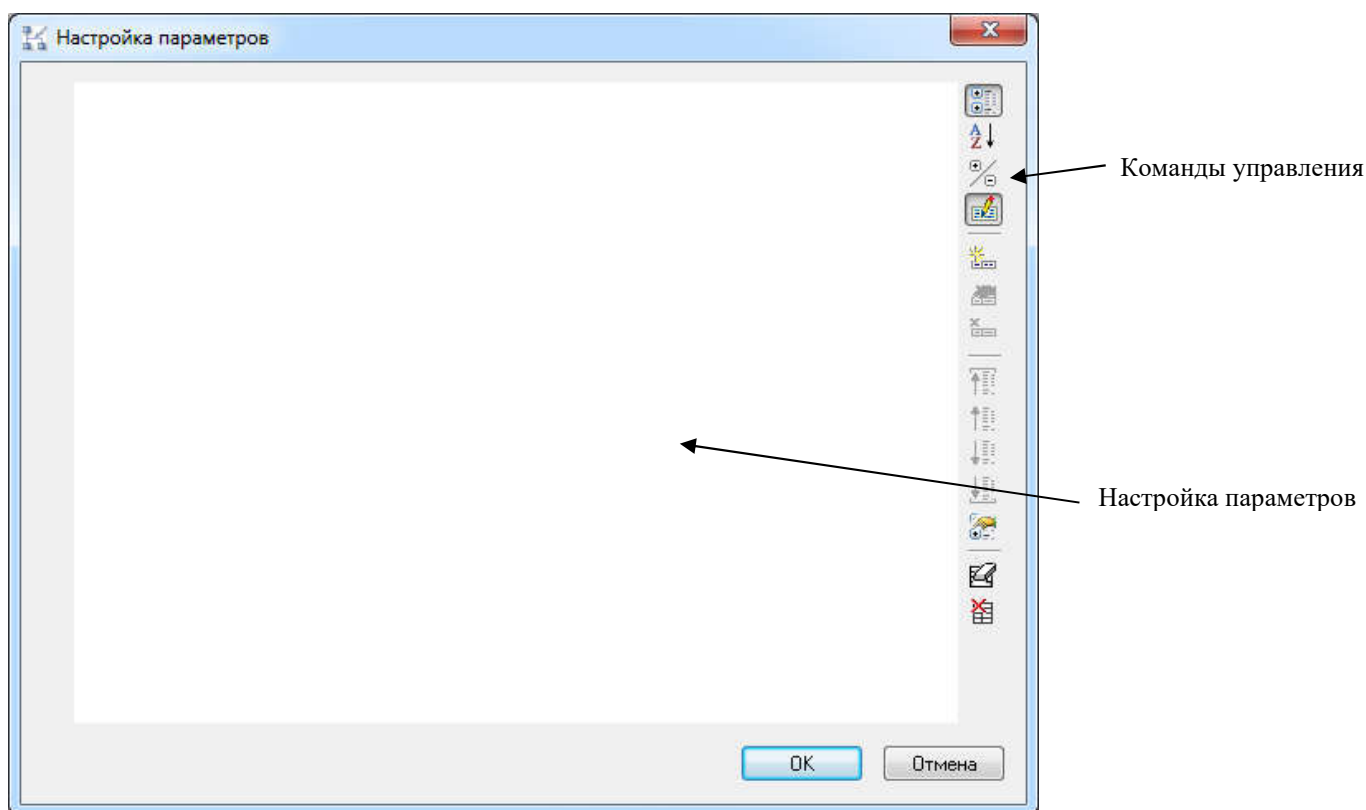 Настройка параметров
Команды управления
Настройка параметров
OK
Отмена